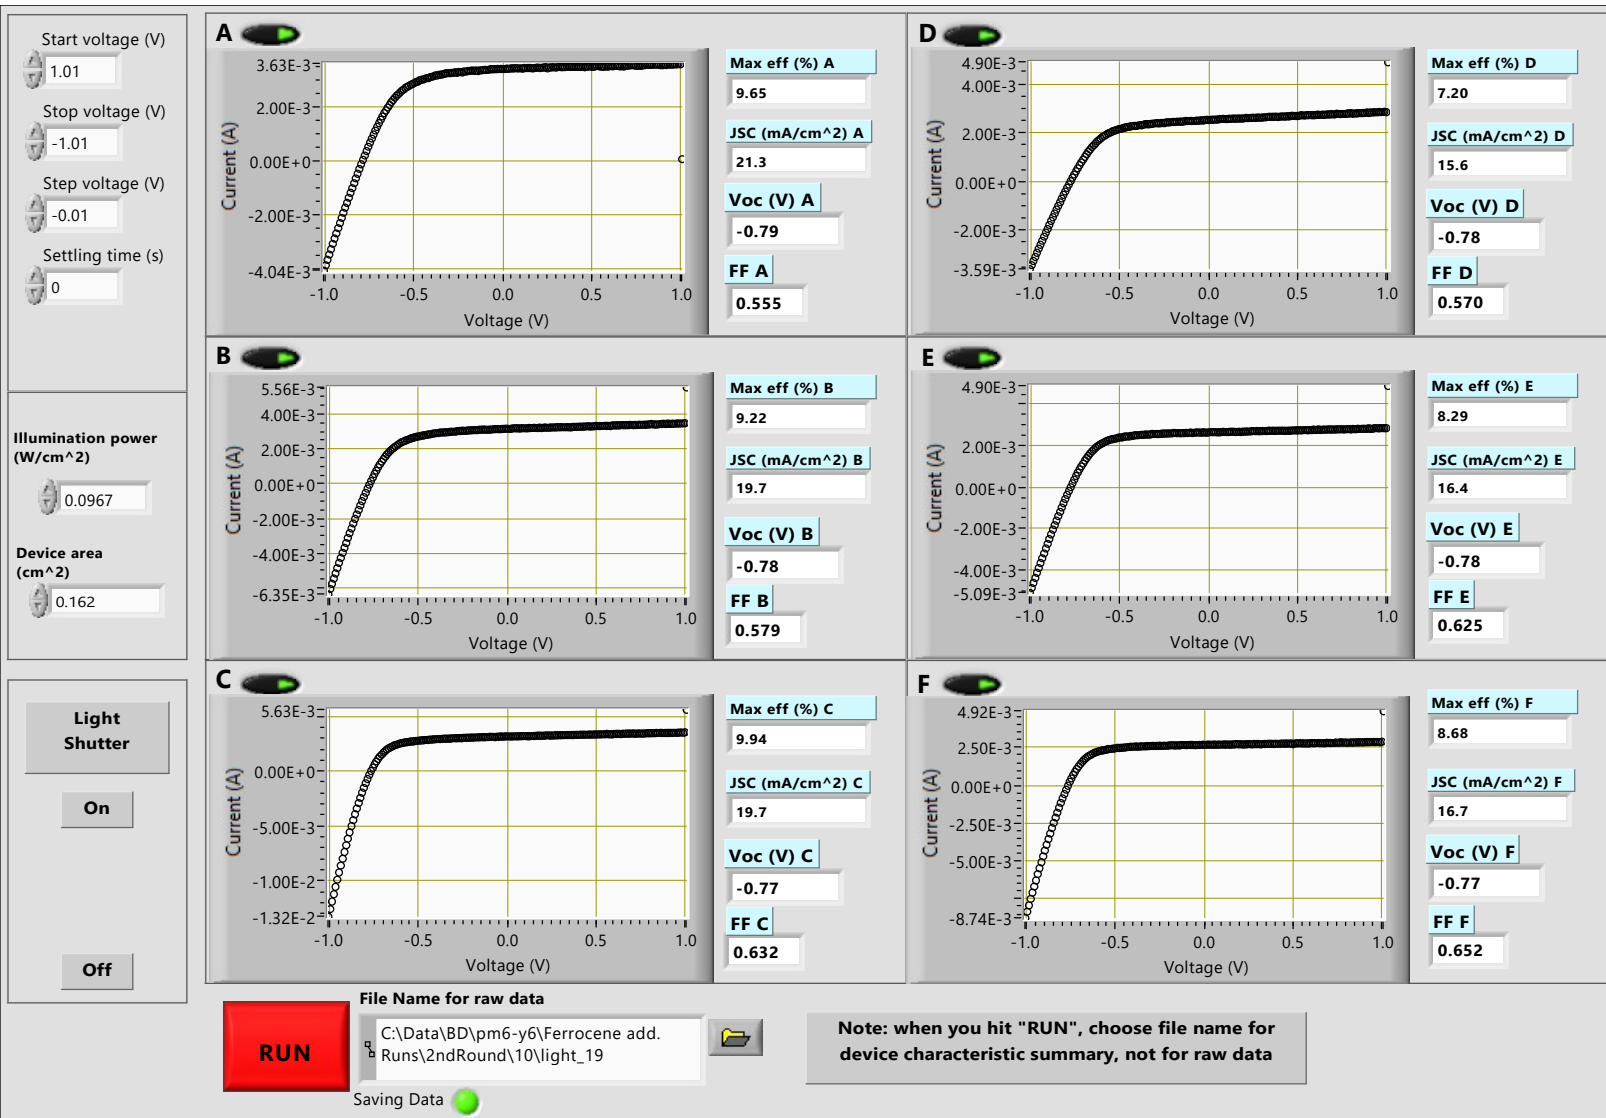 Start voltage (V)
1.01
Stop voltage (V)
-1.01
Step voltage (V)
-0.01
Settling time (s)
0
Illumination power
(W/cm^2)
0.0967
Device area
(cm^2)
0.162
Light
Shutter
On
Off
A
3.63E-3
2.00E-3
0.00E+0
-2.00E-3
-4.04E-3
Current (A)
-1.0 -0.5 0.0 0.5 1.0
Voltage (V)
Max eff (%) A
9.65
JSC (mA/cm^2) A
21.3
Voc (V) A
-0.79
FF A
0.555
B
5.56E-3
4.00E-3
2.00E-3
0.00E+0
-2.00E-3
-4.00E-3
-6.35E-3
Current (A)
-1.0 -0.5 0.0 0.5 1.0
Voltage (V)
Max eff (%) B
9.22
JSC (mA/cm^2) B
19.7
Voc (V) B
-0.78
FF B
0.579
C
5.63E-3
0.00E+0
-5.00E-3
-1.00E-2
-1.32E-2
Current (A)
-1.0 -0.5 0.0 0.5 1.0
Voltage (V)
Max eff (%) C
9.94
JSC (mA/cm^2) C
19.7
Voc (V) C
-0.77
FF C
0.632
D
4.90E-3
4.00E-3
2.00E-3
0.00E+0
-2.00E-3
-3.59E-3
Current (A)
-1.0 -0.5 0.0 0.5 1.0
Voltage (V)
Max eff (%) D
7.20
JSC (mA/cm^2) D
15.6
Voc (V) D
-0.78
FF D
0.570
E
4.90E-3
2.00E-3
0.00E+0
-2.00E-3
-4.00E-3
-5.09E-3
Current (A)
-1.0 -0.5 0.0 0.5 1.0
Voltage (V)
Max eff (%) E
8.29
JSC (mA/cm^2) E
16.4
Voc (V) E
-0.78
FF E
0.625
F
4.92E-3
2.50E-3
0.00E+0
-2.50E-3
-5.00E-3
-8.74E-3
Current (A)
-1.0 -0.5 0.0 0.5 1.0
Voltage (V)
Max eff (%) F
8.68
JSC (mA/cm^2) F
16.7
Voc (V) F
-0.77
FF F
0.652
RUN
File Name for raw data
C:\Data\BD\pm6-y6\Ferrocene add.
Runs\2ndRound\10\light_19
Saving Data
Note: when you hit "RUN", choose file name for
device characteristic summary, not for raw data